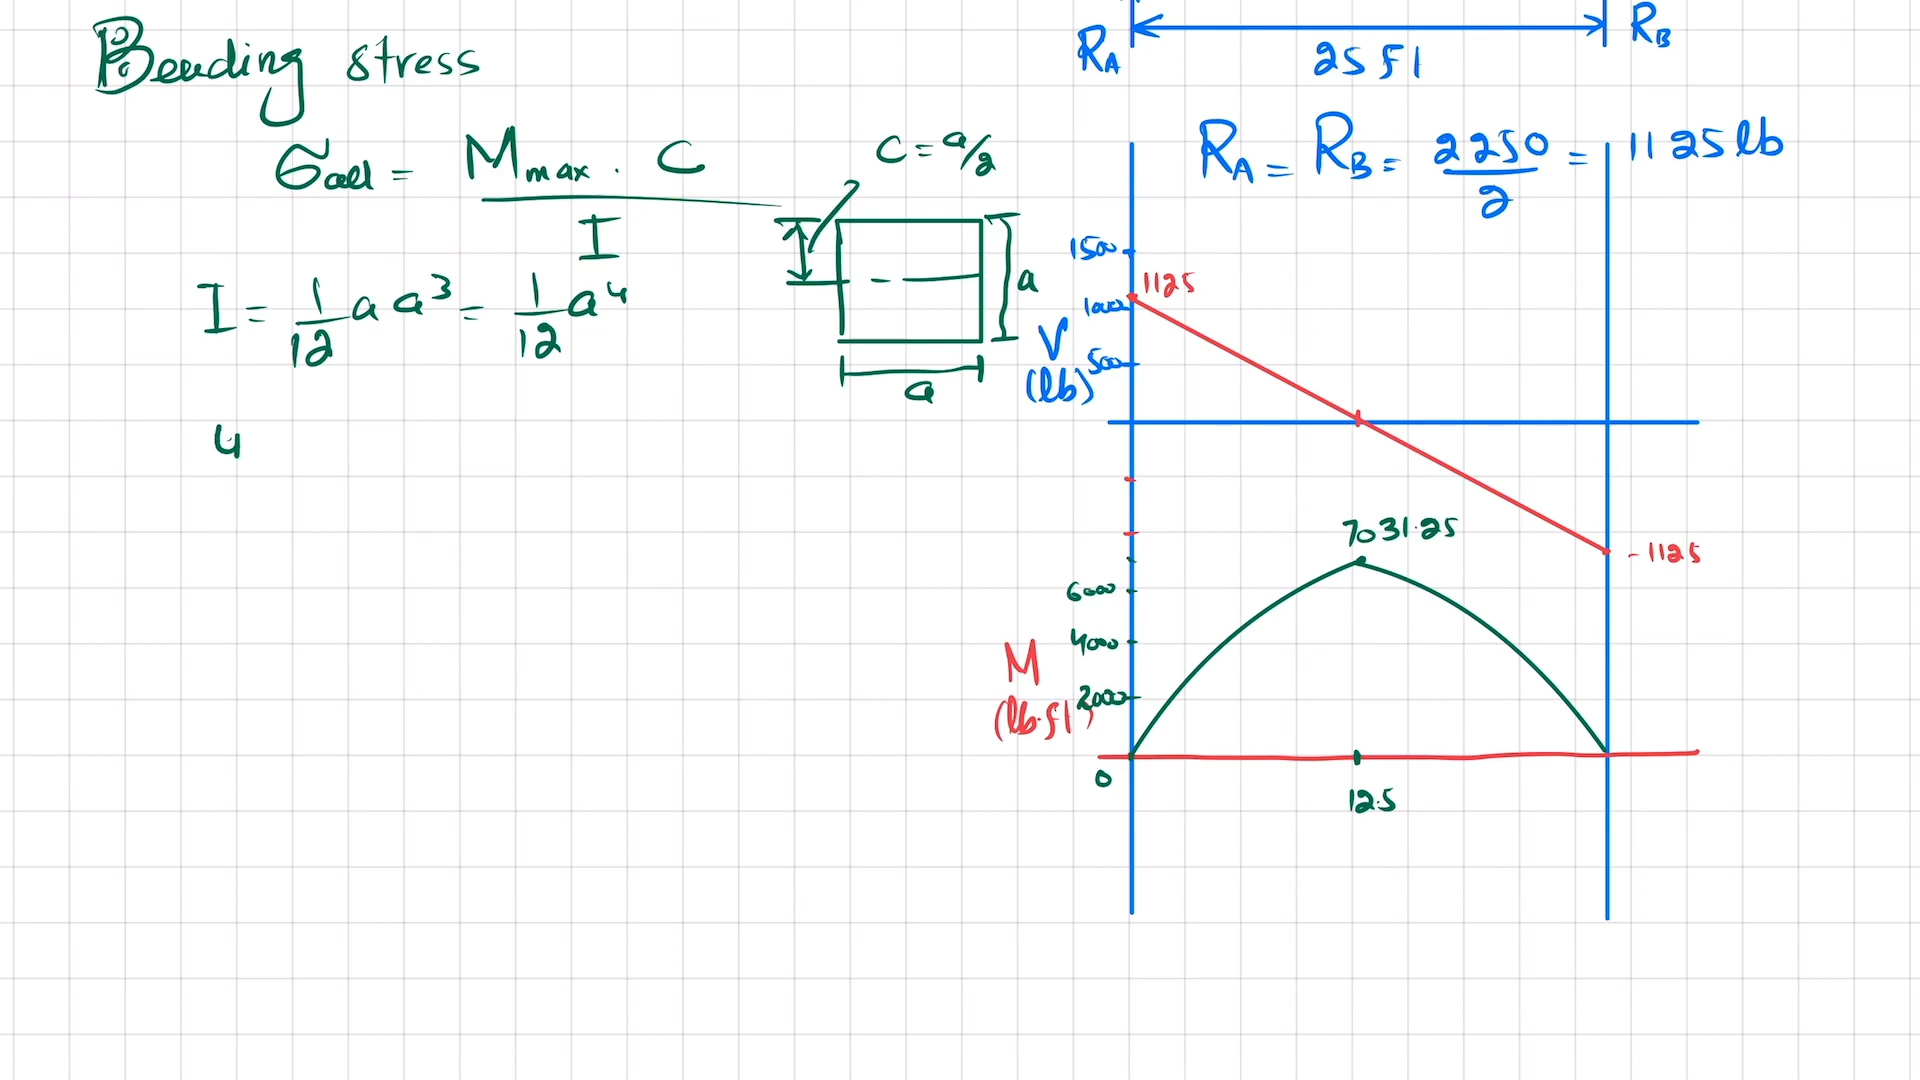 Bending stress
σall = Mmax . C / I
C = a/2
I = 1/12 a a³ = 1/12 a⁴
a
a
4
RA
RB
25 ft
RA = RB = 2250/2 = 1125 lb
1500
1125
1000
V
(lb)
500
-1125
7031.25
6000
4000
M
(lb.ft)
2000
0
12.5